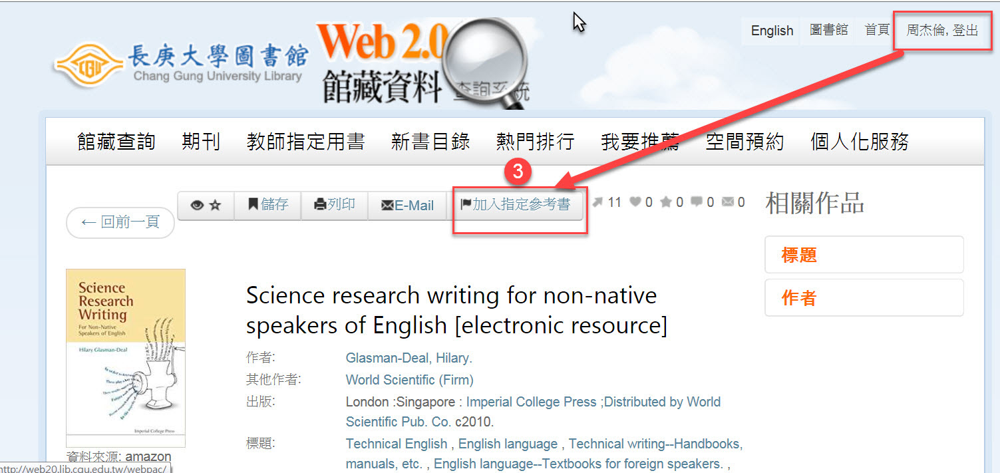 English 圖書館 首頁 周杰倫, 登出
長庚大學圖書館
Chang Gung University Library
Web 2.0
館藏資料
查詢系統
館藏查詢 期刊 教師指定用書 新書目錄 熱門排行 我要推薦 空間預約 個人化服務
3
← 回前一頁
儲存 列印 E-Mail 加入指定參考書 11 0 0 0 0
相關作品
標題
作者
Science
Research
Writing
For Non-Native
Speakers of English
Hilary Glasman-Deal
Imperial College Press
資料來源: amazon
Science research writing for non-native
speakers of English [electronic resource]
作者: Glasman-Deal, Hilary.
其他作者: World Scientific (Firm)
出版: London :Singapore : Imperial College Press ;Distributed by World
Scientific Pub. Co. c2010.
標題: Technical English , English language , Technical writing--Handbooks,
manuals, etc. , English language--Textbooks for foreign speakers. ,
http://web20.lib.cgu.edu.tw/webpac/